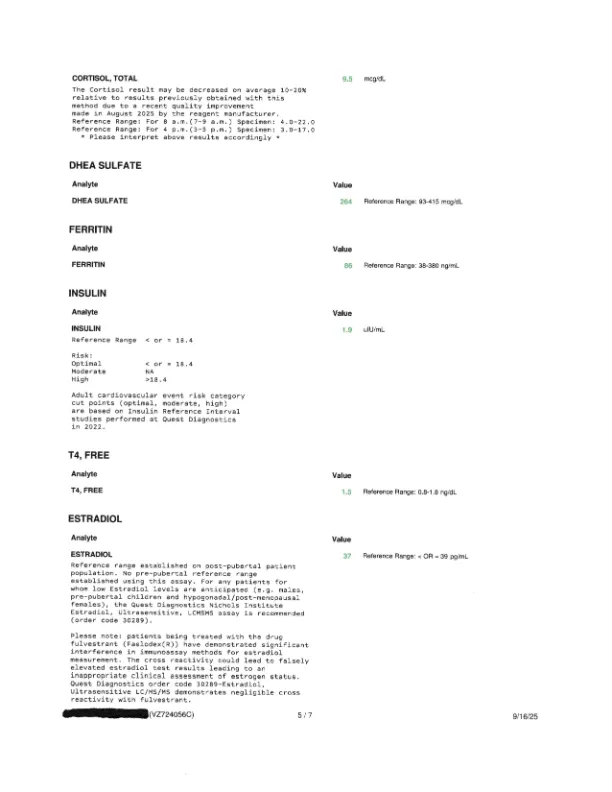 CORTISOL, TOTAL 9.5 mcg/dL
The Cortisol result may be decreased on average 10-20%
relative to results previously obtained with this
method due to a recent quality improvement
made in August 2025 by the reagent manufacturer.
Reference Range: For 8 a.m.(7-9 a.m.) Specimen: 4.0-22.0
Reference Range: For 4 p.m.(3-5 p.m.) Specimen: 3.0-17.0
* Please interpret above results accordingly *
DHEA SULFATE
Analyte Value
DHEA SULFATE 264 Reference Range: 93-415 mcg/dL
FERRITIN
Analyte Value
FERRITIN 86 Reference Range: 38-380 ng/mL
INSULIN
Analyte Value
INSULIN 1.9 uIU/mL
Reference Range < or = 18.4
Risk:
Optimal < or = 18.4
Moderate NA
High >18.4
Adult cardiovascular event risk category
cut points (optimal, moderate, high)
are based on Insulin Reference Interval
studies performed at Quest Diagnostics
in 2022.
T4, FREE
Analyte Value
T4, FREE Reference Range: 0.8-1.8 ng/dL
ESTRADIOL
Analyte Value
ESTRADIOL 37 Reference Range: < OR = 39 pg/mL
Reference range established on post-pubertal patient
population. No pre-pubertal reference range
established using this assay. For any patients for
whom low Estradiol levels are anticipated (e.g. males,
pre-pubertal children and hypogonadal/post-menopausal
females), the Quest Diagnostics Nichols Institute
Estradiol, Ultrasensitive, LCMSMS assay is recommended
(order code 30289).
Please note: patients being treated with the drug
fulvestrant (Faslodex(R)) have demonstrated significant
interference in immunoassay methods for estradiol
measurement. The cross reactivity could lead to falsely
elevated estradiol test results leading to an
inappropriate clinical assessment of estrogen status.
Quest Diagnostics order code 30289-Estradiol,
Ultrasensitive LC/MS/MS demonstrates negligible cross
reactivity with fulvestrant.
(VZ724056C) 5 / 7 9/16/25